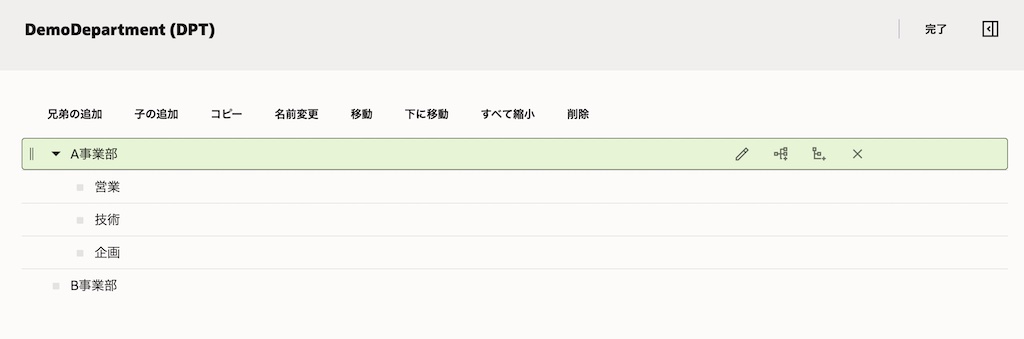 DemoDepartment (DPT)
完了
兄弟の追加 子の追加 コピー 名前変更 移動 下に移動 すべて縮小 削除
A事業部
営業
技術
企画
B事業部